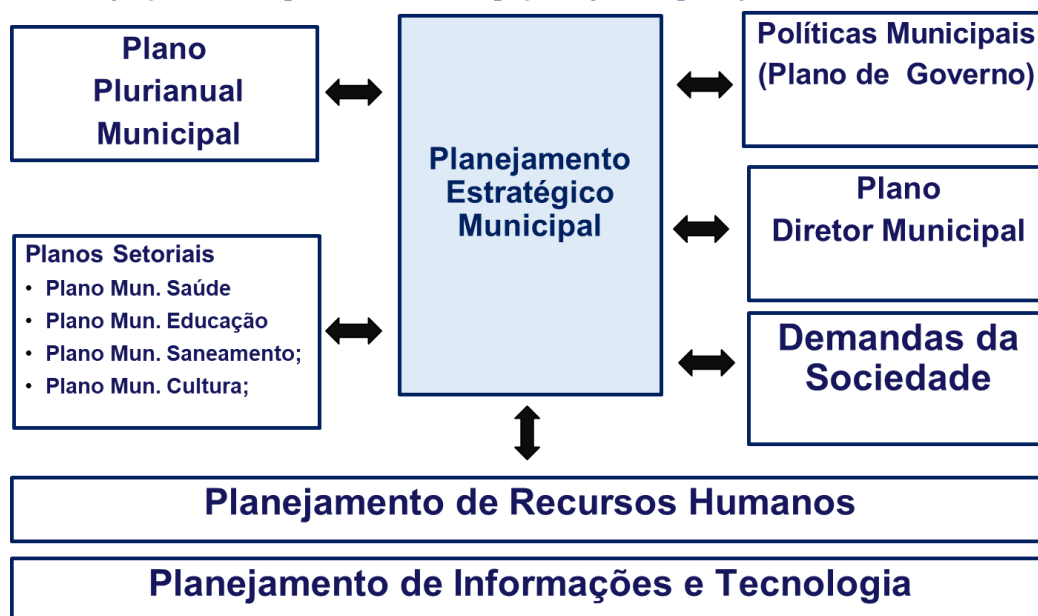 Plano
Plurianual
Municipal
Planejamento
Estratégico
Municipal
Políticas Municipais
(Plano de Governo)
Plano
Diretor Municipal
Planos Setoriais
• Plano Mun. Saúde
• Plano Mun. Educação
• Plano Mun. Saneamento;
• Plano Mun. Cultura;
Demandas da
Sociedade
Planejamento de Recursos Humanos
Planejamento de Informações e Tecnologia